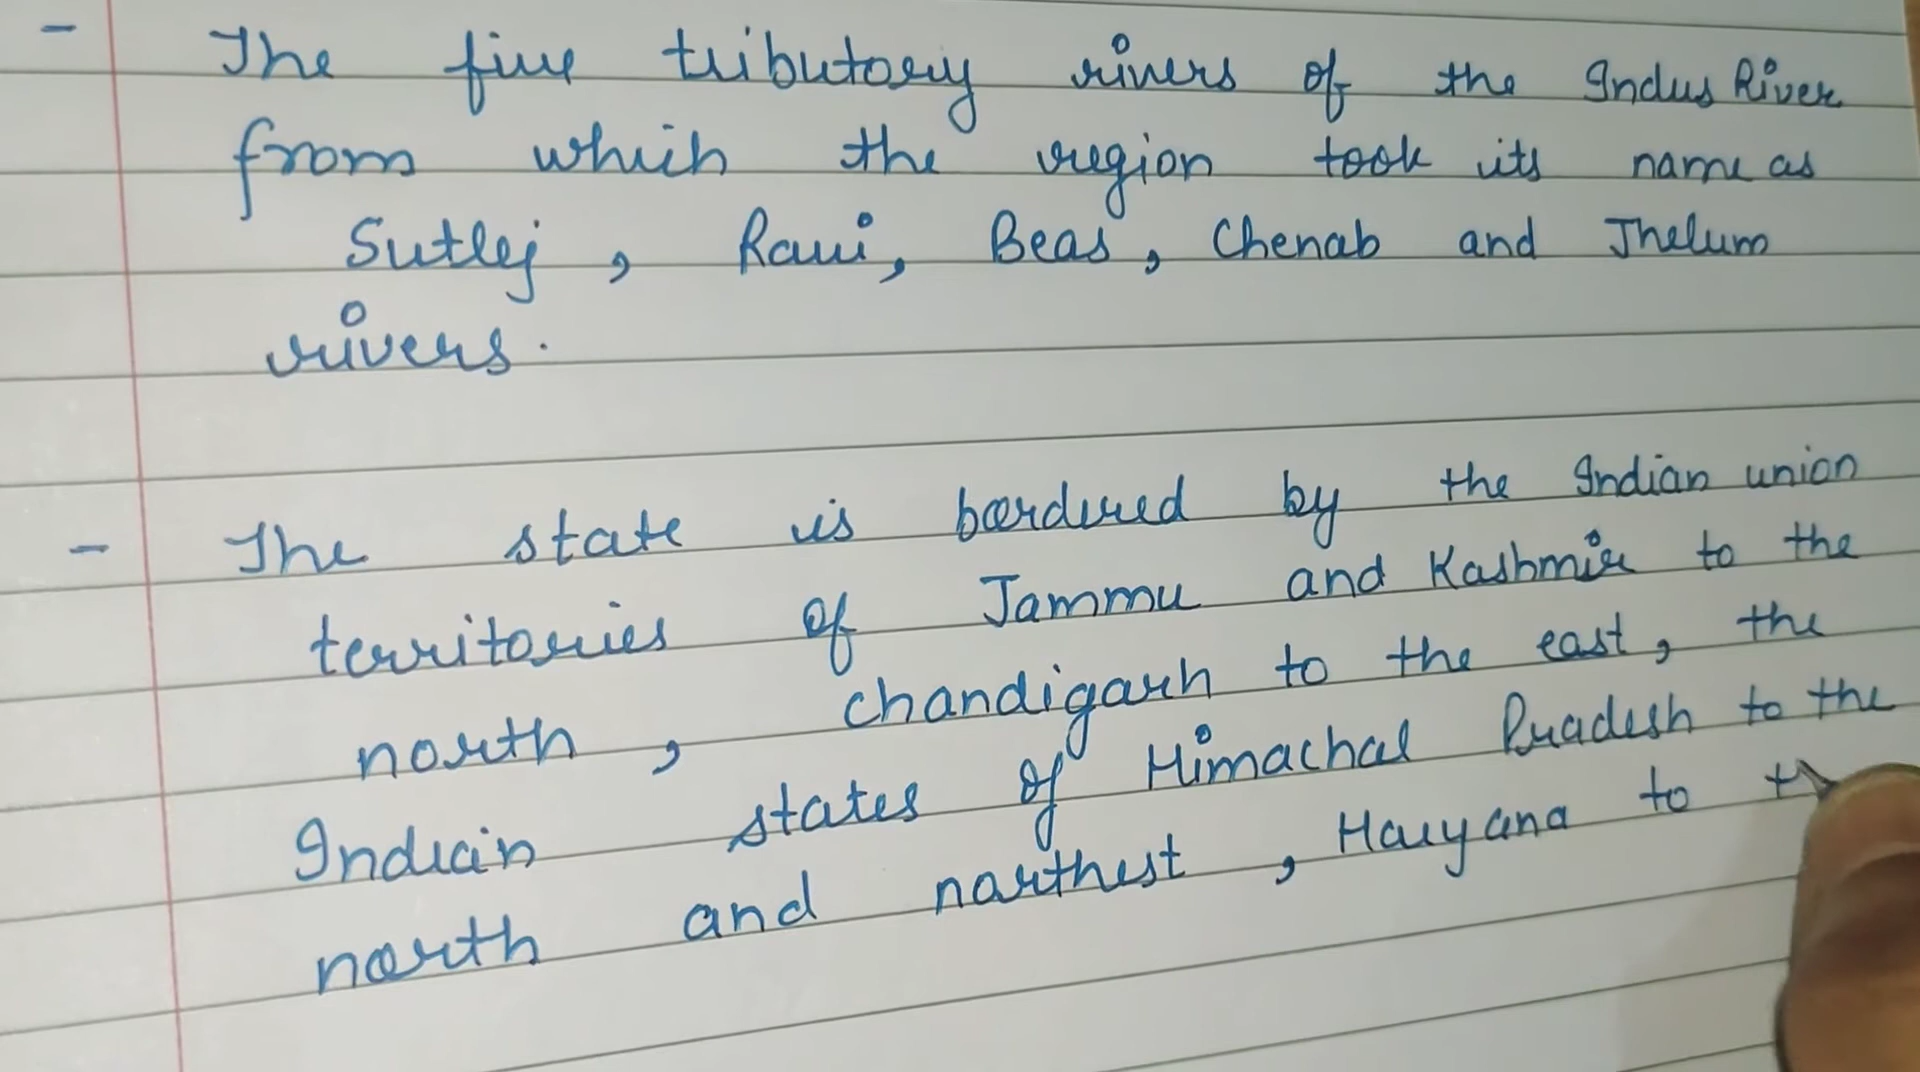 - The five tributory rivers of the Indus River
from which the region took its name as
Sutlej, Ravi, Beas, Chenab and Jhelum
rivers.
- The state is bordered by the Indian union
territories of Jammu and Kashmir to the
north, chandigarh to the east, the
Indian states of Himachal Pradesh to the
north and northest, Haryana to